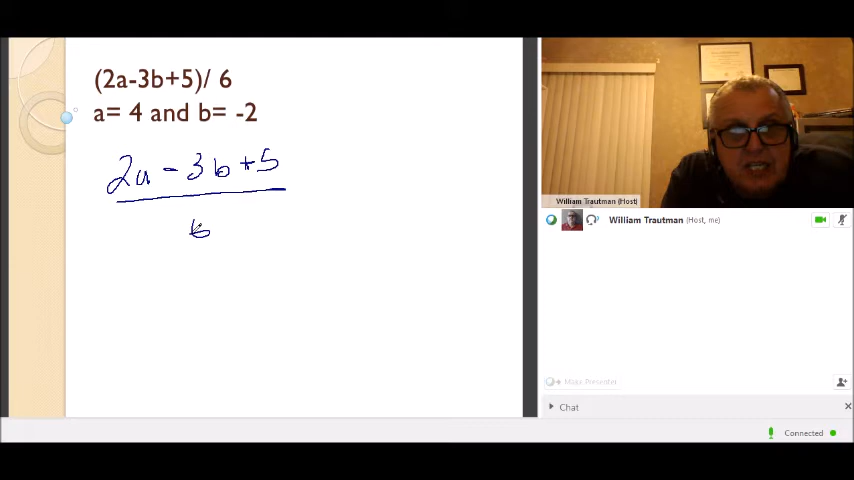 (2a-3b+5)/ 6
a= 4 and b= -2
2a - 3b +5
6
William Trautman (Host)
William Trautman (Host, me)
Make Presenter
Chat
Connected